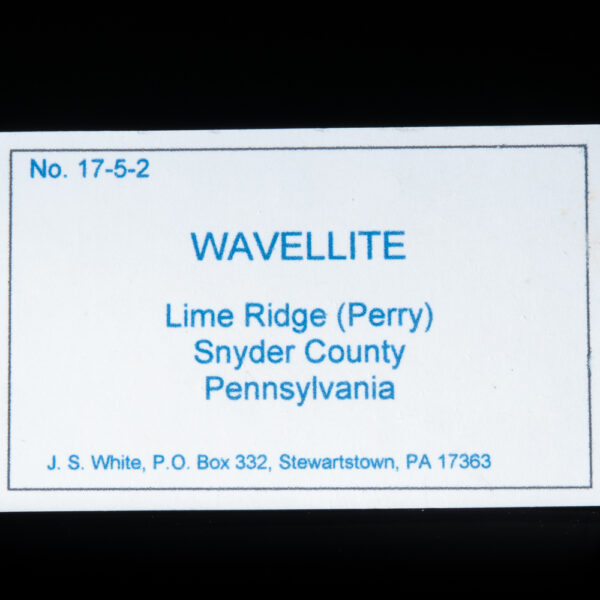 No. 17-5-2
WAVELLITE
Lime Ridge (Perry)
Snyder County
Pennsylvania
J. S. White, P.O. Box 332, Stewartstown, PA 17363